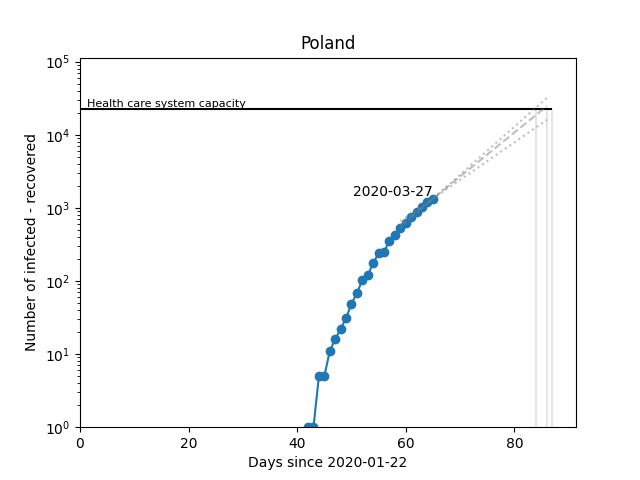 Poland
Number of infected - recovered
10^5
10^4
10^3
10^2
10^1
10^0
Health care system capacity
2020-03-27
0 20 40 60 80
Days since 2020-01-22